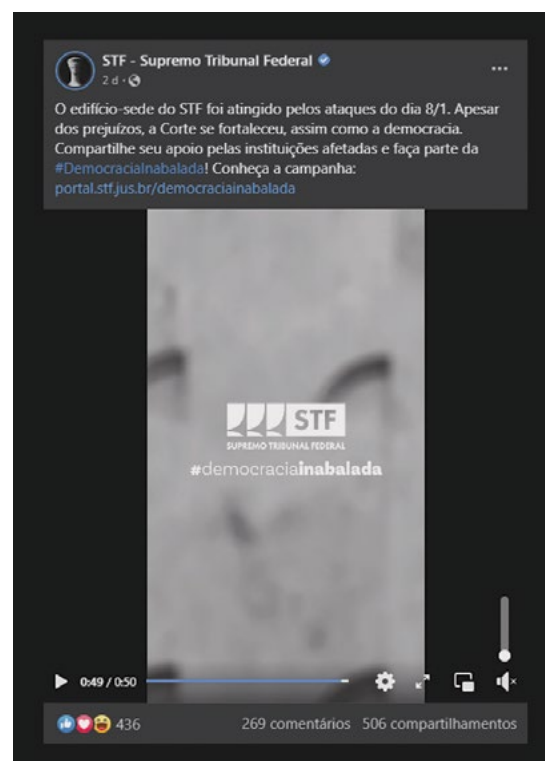 STF - Supremo Tribunal Federal
2 d ·
O edifício-sede do STF foi atingido pelos ataques do dia 8/1. Apesar
dos prejuízos, a Corte se fortaleceu, assim como a democracia.
Compartilhe seu apoio pelas instituições afetadas e faça parte da
#DemocraciaInabalada! Conheça a campanha:
portal.stf.jus.br/democraciainabalada
STF
SUPREMO TRIBUNAL FEDERAL
#democraciainabalada
0:49 / 0:50
436
269 comentários 506 compartilhamentos